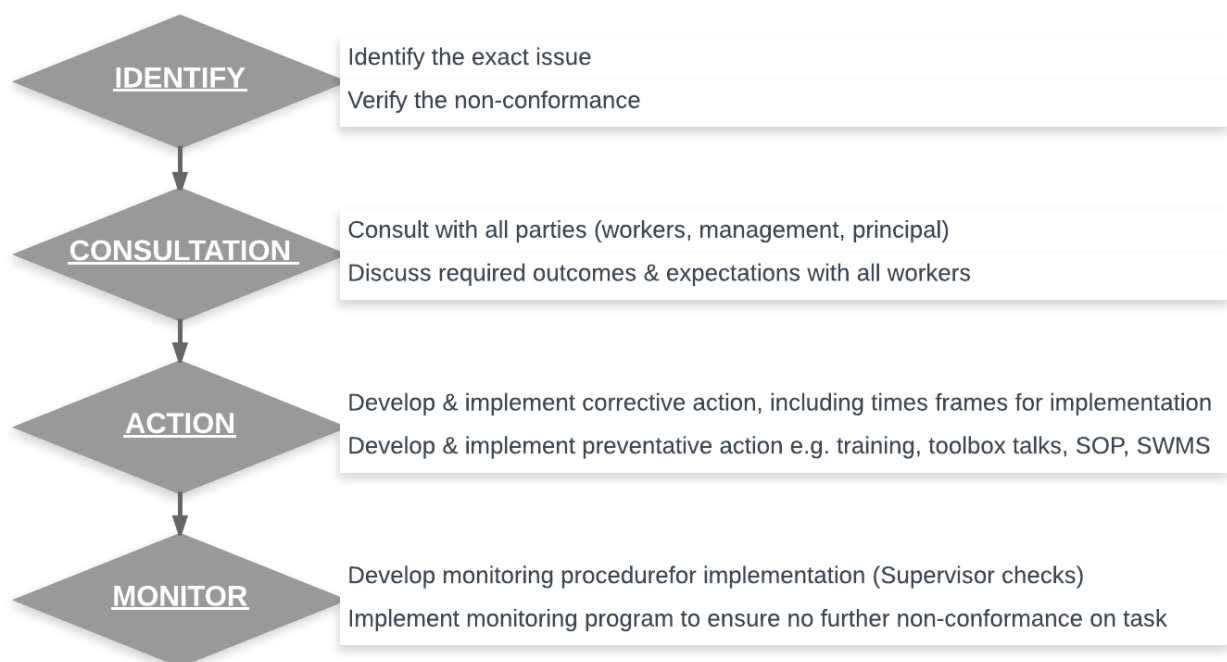 IDENTIFY
Identify the exact issue
Verify the non-conformance
CONSULTATION
Consult with all parties (workers, management, principal)
Discuss required outcomes & expectations with all workers
ACTION
Develop & implement corrective action, including times frames for implementation
Develop & implement preventative action e.g. training, toolbox talks, SOP, SWMS
MONITOR
Develop monitoring procedurefor implementation (Supervisor checks)
Implement monitoring program to ensure no further non-conformance on task